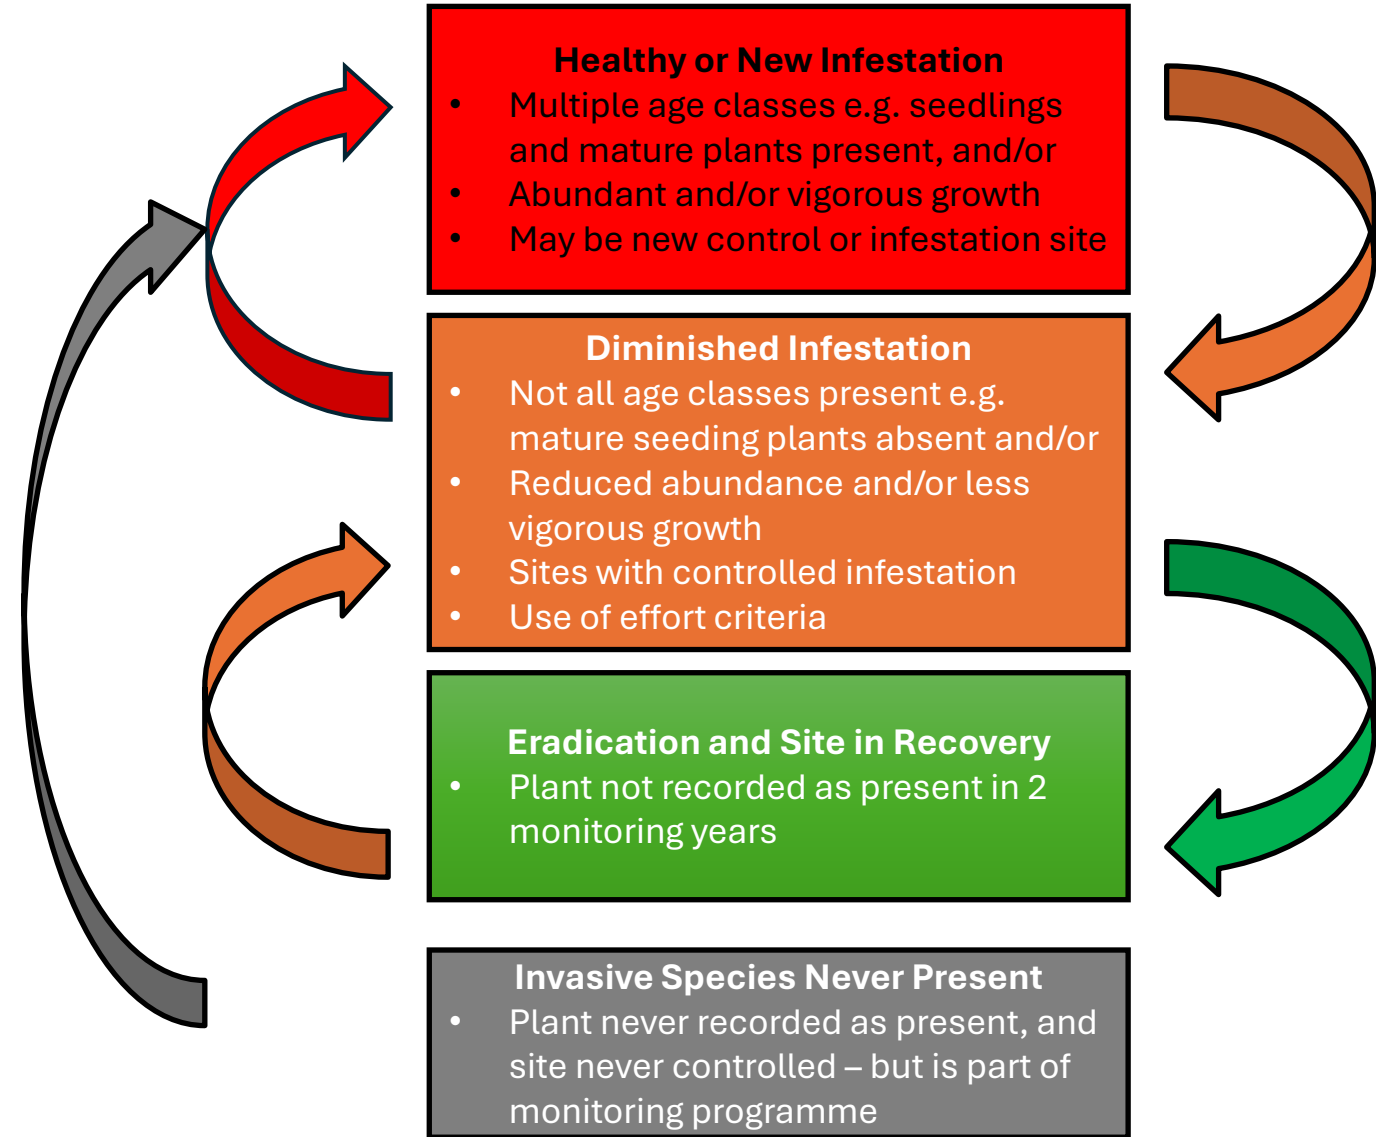 Healthy or New Infestation
• Multiple age classes e.g. seedlings
and mature plants present, and/or
• Abundant and/or vigorous growth
• May be new control or infestation site
Diminished Infestation
• Not all age classes present e.g.
mature seeding plants absent and/or
• Reduced abundance and/or less
vigorous growth
• Sites with controlled infestation
• Use of effort criteria
Eradication and Site in Recovery
• Plant not recorded as present in 2
monitoring years
Invasive Species Never Present
• Plant never recorded as present, and
site never controlled – but is part of
monitoring programme